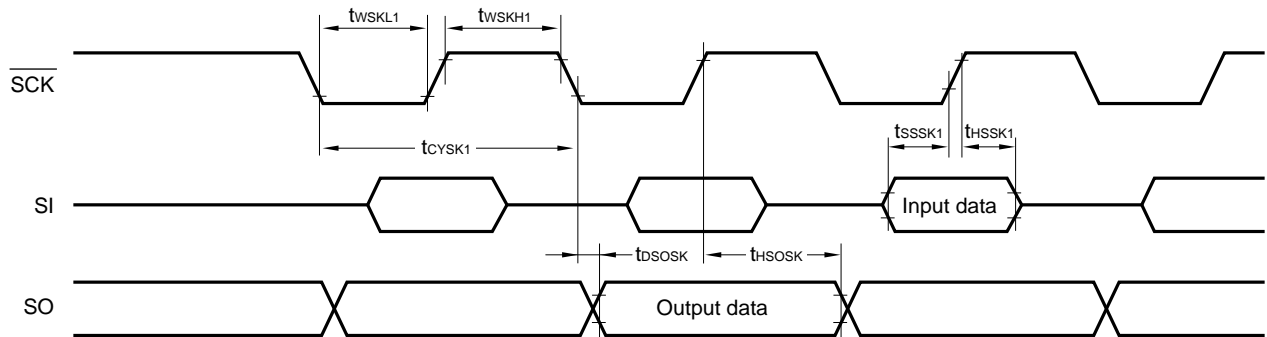 tWSKL1 tWSKH1
SCK
tCYSK1
tSSSK1 tHSSK1
SI
Input data
tDSOSK tHSOSK
SO
Output data